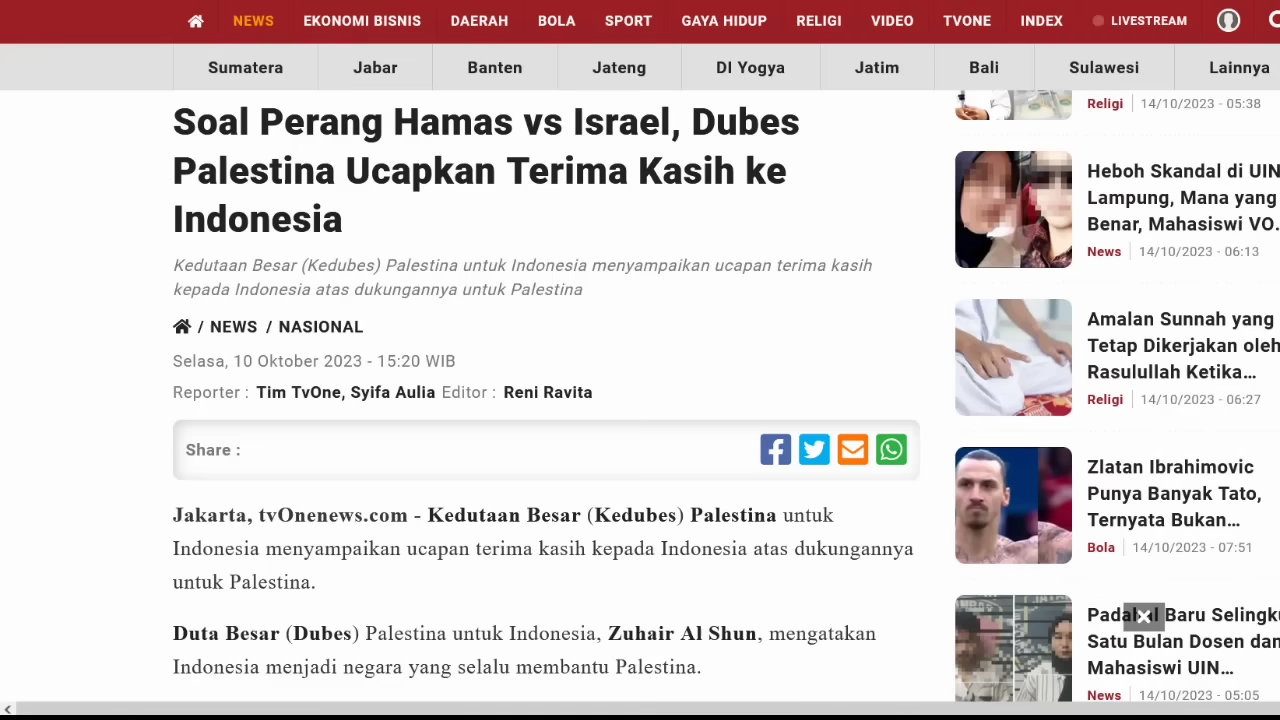 NEWS EKONOMI BISNIS DAERAH BOLA SPORT GAYA HIDUP RELIGI VIDEO TVONE INDEX LIVESTREAM
Sumatera Jabar Banten Jateng DI Yogya Jatim Bali Sulawesi Lainnya
Soal Perang Hamas vs Israel, Dubes
Palestina Ucapkan Terima Kasih ke
Indonesia
Kedutaan Besar (Kedubes) Palestina untuk Indonesia menyampaikan ucapan terima kasih
kepada Indonesia atas dukungannya untuk Palestina
/ NEWS / NASIONAL
Selasa, 10 Oktober 2023 - 15:20 WIB
Reporter : Tim TvOne, Syifa Aulia Editor : Reni Ravita
Share :
Jakarta, tvOnenews.com - Kedutaan Besar (Kedubes) Palestina untuk
Indonesia menyampaikan ucapan terima kasih kepada Indonesia atas dukungannya
untuk Palestina.
Duta Besar (Dubes) Palestina untuk Indonesia, Zuhair Al Shun, mengatakan
Indonesia menjadi negara yang selalu membantu Palestina.
Religi 14/10/2023 - 05:38
Heboh Skandal di UIN
Lampung, Mana yang
Benar, Mahasiswi VO.
News 14/10/2023 - 06:13
Amalan Sunnah yang
Tetap Dikerjakan oleh
Rasulullah Ketika...
Religi 14/10/2023 - 06:27
Zlatan Ibrahimovic
Punya Banyak Tato,
Ternyata Bukan...
Bola 14/10/2023 - 07:51
Baru Selingku
Satu Bulan Dosen dan
Mahasiswi UIN...
News 14/10/2023 - 05:05